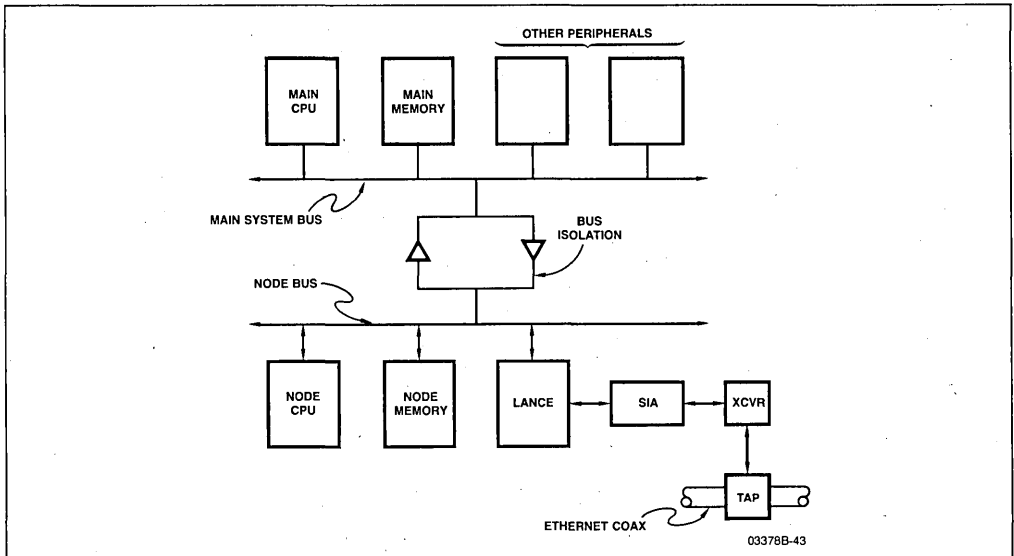 OTHER PERIPHERALS
MAIN
CPU
MAIN
MEMORY
MAIN SYSTEM BUS
BUS
ISOLATION
NODE BUS
NODE
CPU
NODE
MEMORY
LANCE
SIA
XCVR
TAP
ETHERNET COAX
03378B-43